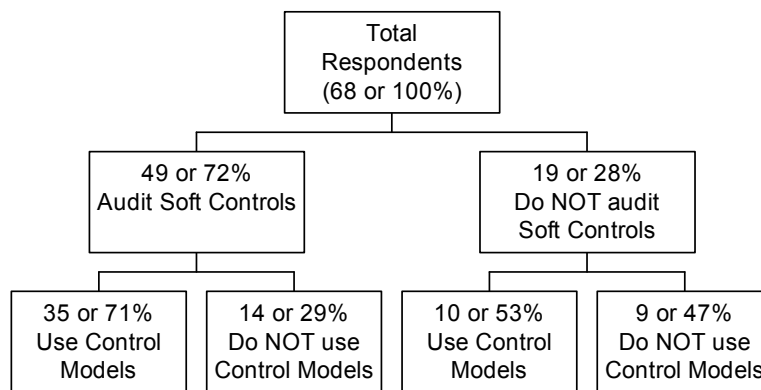 Total
Respondents
(68 or 100%)
49 or 72%
Audit Soft Controls
19 or 28%
Do NOT audit
Soft Controls
35 or 71%
Use Control
Models
14 or 29%
Do NOT use
Control Models
10 or 53%
Use Control
Models
9 or 47%
Do NOT use
Control Models